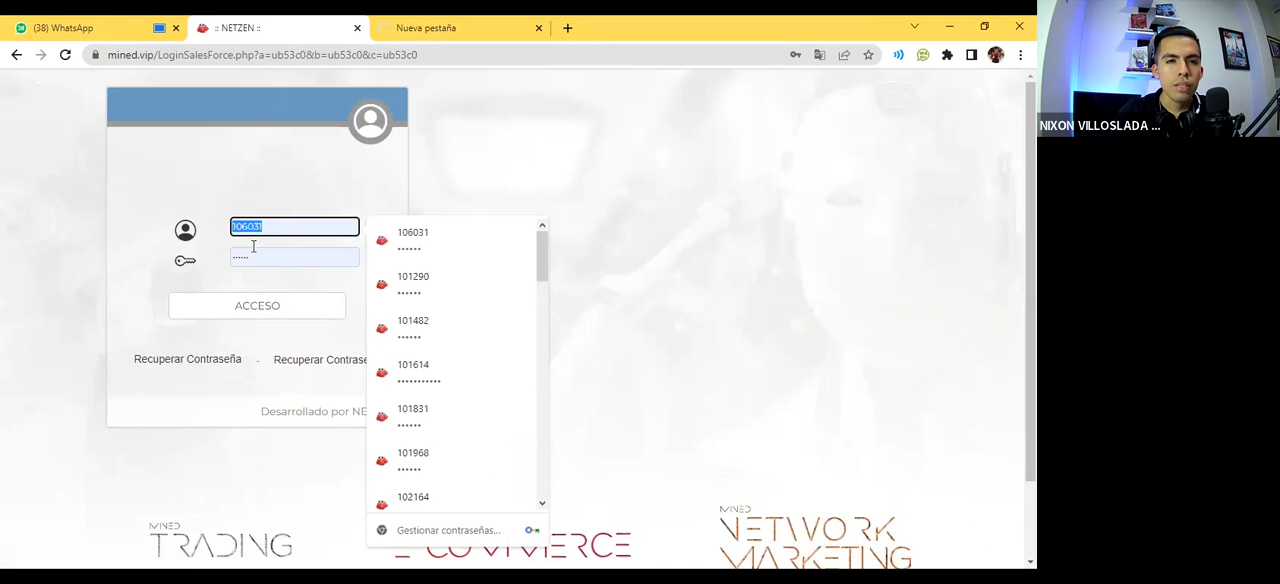 (38) WhatsApp
:: NETZEN ::
Nueva pestaña
mined.vip/LoginSalesForce.php?a=ub53c0&b=ub53c0&c=ub53c0
NIXON VILLOSLADA ...
106031
••••••
ACCESO
Recuperar Contraseña - Recuperar Contrase
Desarrollado por NE
106031
••••••
101290
••••••
101482
••••••
101614
•••••••••••
101831
••••••
101968
••••••
102164
Gestionar contraseñas...
MINED
TRADING
E-COMMERCE
MINED
NETWORK
MARKETING